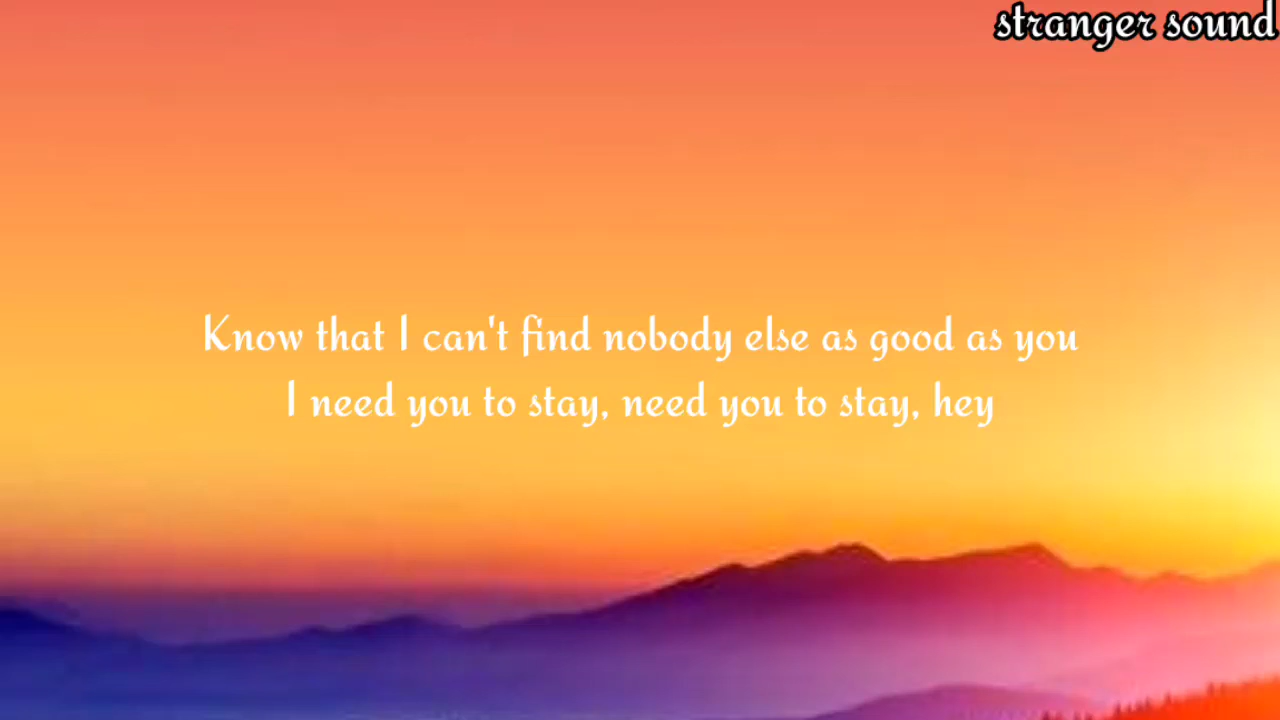 stranger sound
Know that I can't find nobody else as good as you
I need you to stay, need you to stay, hey